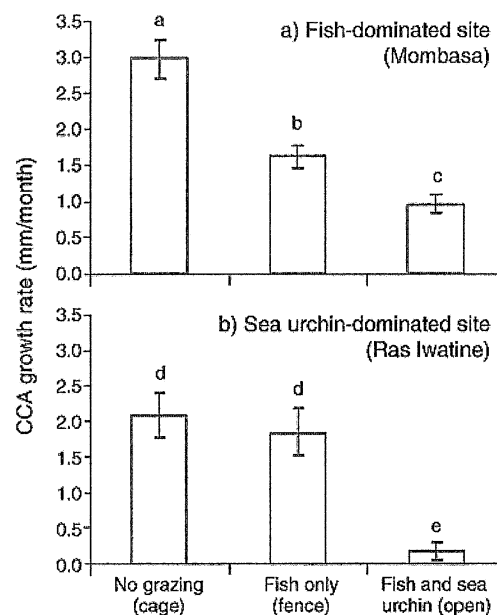 a) Fish-dominated site
(Mombasa)
CCA growth rate (mm/month)
3.5
3.0
2.5
2.0
1.5
1.0
0.5
0.0
a
b
c
b) Sea urchin-dominated site
(Ras Iwatine)
3.5
3.0
2.5
2.0
1.5
1.0
0.5
0.0
d
d
e
No grazing
(cage)
Fish only
(fence)
Fish and sea
urchin (open)